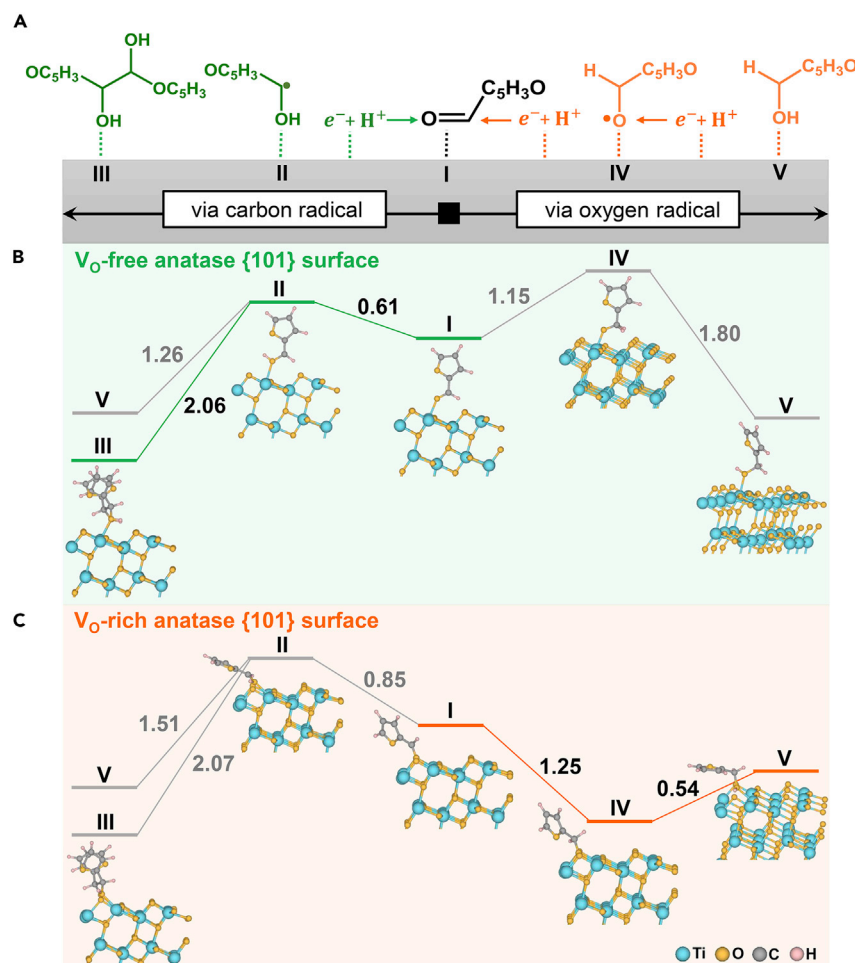 A
OH
OC₅H₃
OC₅H₃
OH
OC₅H₃
OH
e⁻+ H⁺
O
C₅H₃O
e⁻+ H⁺
H
C₅H₃O
•O
e⁻+ H⁺
H
C₅H₃O
OH
III
II
I
IV
V
via carbon radical
via oxygen radical
B
V₀-free anatase {101} surface
II
0.61
I
1.15
IV
1.26
1.80
V
2.06
V
III
C
V₀-rich anatase {101} surface
II
0.85
I
1.51
2.07
1.25
V
0.54
V
IV
III
Ti
O
C
H